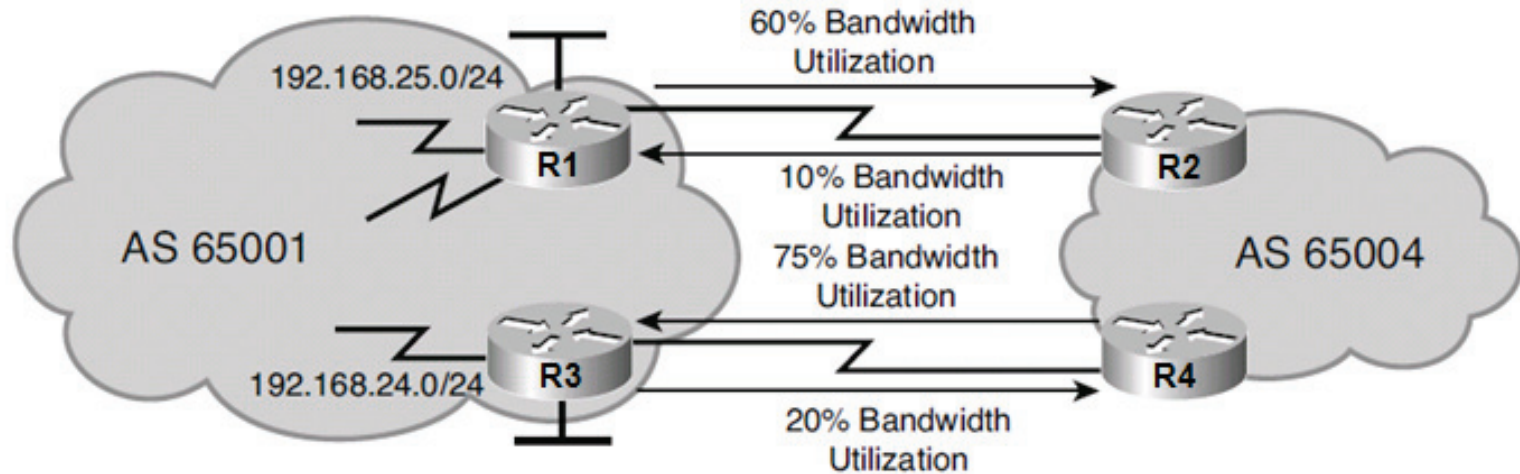 60% Bandwidth
Utilization
192.168.25.0/24
R1
R2
10% Bandwidth
Utilization
AS 65001
AS 65004
75% Bandwidth
Utilization
R3
R4
192.168.24.0/24
20% Bandwidth
Utilization